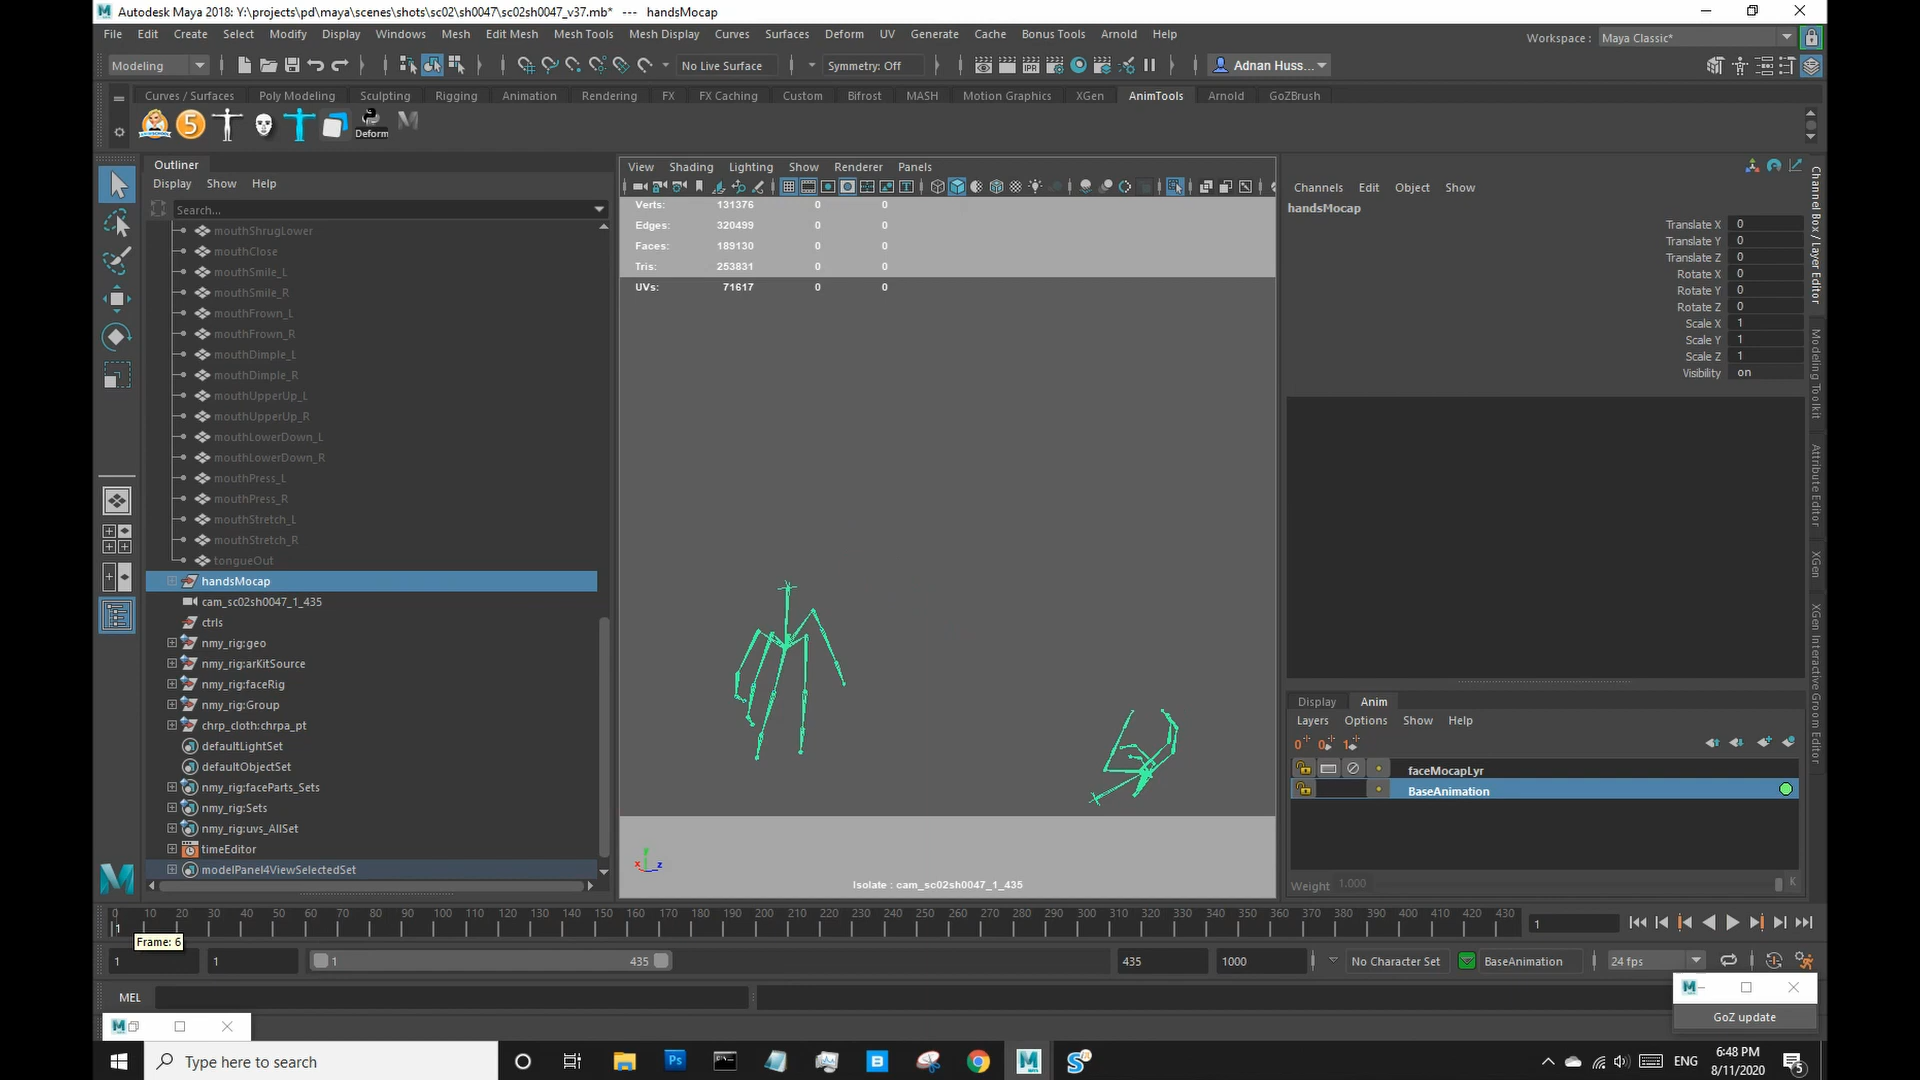 Autodesk Maya 2018: Y:\projects\pd\maya\scenes\shots\sc02\sh0047\sc02sh0047_v37.mb* --- handsMocap
File Edit Create Select Modify Display Windows Mesh Edit Mesh Mesh Tools Mesh Display Curves Surfaces Deform UV Generate Cache Bonus Tools Arnold Help
Workspace : Maya Classic*
Modeling No Live Surface Symmetry: Off Adnan Huss...
Curves / Surfaces Poly Modeling Sculpting Rigging Animation Rendering FX FX Caching Custom Bifrost MASH Motion Graphics XGen AnimTools Arnold GoZBrush
5 Deform
Outliner
Display Show Help
Search...
mouthShrugLower
mouthClose
mouthSmile_L
mouthSmile_R
mouthFrown_L
mouthFrown_R
mouthDimple_L
mouthDimple_R
mouthUpperUp_L
mouthUpperUp_R
mouthLowerDown_L
mouthLowerDown_R
mouthPress_L
mouthPress_R
mouthStretch_L
mouthStretch_R
tongueOut
handsMocap
cam_sc02sh0047_1_435
ctrls
nmy_rig:geo
nmy_rig:arKitSource
nmy_rig:faceRig
nmy_rig:Group
chrp_cloth:chrpa_pt
defaultLightSet
defaultObjectSet
nmy_rig:faceParts_Sets
nmy_rig:Sets
nmy_rig:uvs_AllSet
timeEditor
modelPanel4ViewSelectedSet
View Shading Lighting Show Renderer Panels
Verts: 131376 0 0
Edges: 320499 0 0
Faces: 189130 0 0
Tris: 253831 0 0
UVs: 71617 0 0
x y z
Isolate : cam_sc02sh0047_1_435
Channels Edit Object Show
handsMocap
Translate X 0
Translate Y 0
Translate Z 0
Rotate X 0
Rotate Y 0
Rotate Z 0
Scale X 1
Scale Y 1
Scale Z 1
Visibility on
Channel Box / Layer Editor
Modeling Toolkit
Attribute Editor
XGen
XGen Interactive Groom Editor
Display Anim
Layers Options Show Help
faceMocapLyr
BaseAnimation
Weight 1.000 K
0 10 20 30 40 50 60 70 80 90 100 110 120 130 140 150 160 170 180 190 200 210 220 230 240 250 260 270 280 290 300 310 320 330 340 350 360 370 380 390 400 410 420 430
1 1
Frame: 6
1 1 1 435 435 1000 No Character Set BaseAnimation 24 fps
MEL
GoZ update
Type here to search
Ps
ENG
6:48 PM
8/11/2020
5